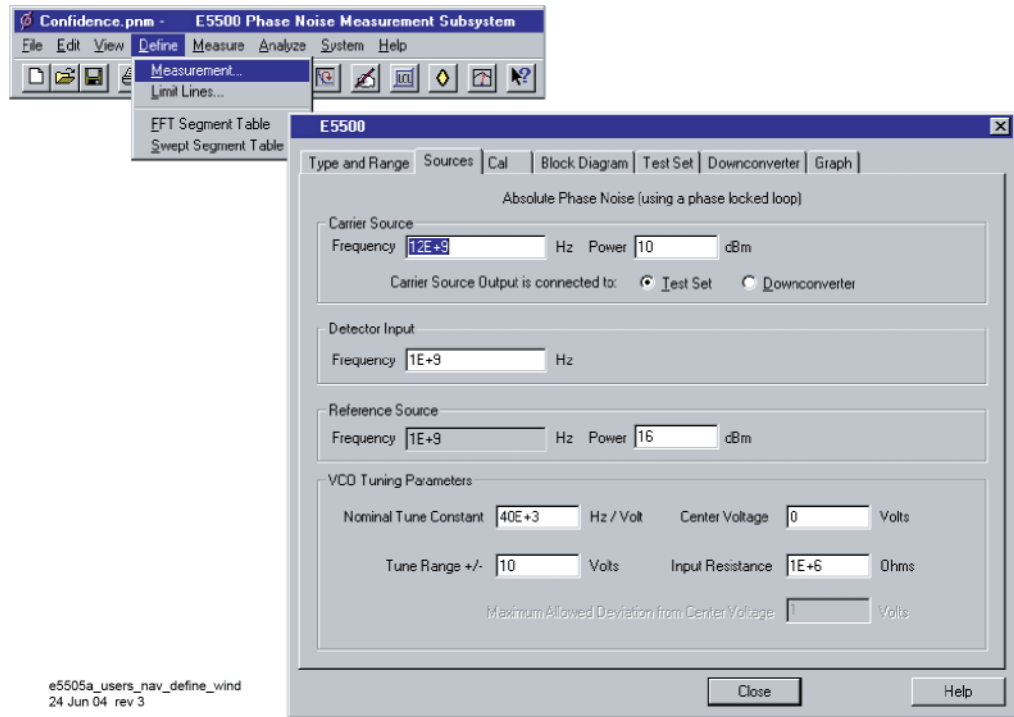 Confidence.pnm - E5500 Phase Noise Measurement Subsystem
File Edit View Define Measure Analyze System Help
Measurement...
Limit Lines...
FFT Segment Table
Swept Segment Table
E5500
Type and Range Sources Cal Block Diagram Test Set Downconverter Graph
Absolute Phase Noise (using a phase locked loop)
Carrier Source
Frequency 12E+9 Hz Power 10 dBm
Carrier Source Output is connected to: Test Set Downconverter
Detector Input
Frequency 1E+9 Hz
Reference Source
Frequency 1E+9 Hz Power 16 dBm
VCO Tuning Parameters
Nominal Tune Constant 40E+3 Hz / Volt Center Voltage 0 Volts
Tune Range +/- 10 Volts Input Resistance 1E+6 Ohms
Maximum Allowed Deviation from Center Voltage 1 Volts
Close Help
e5505a_users_nav_define_wind
24 Jun 04 rev 3